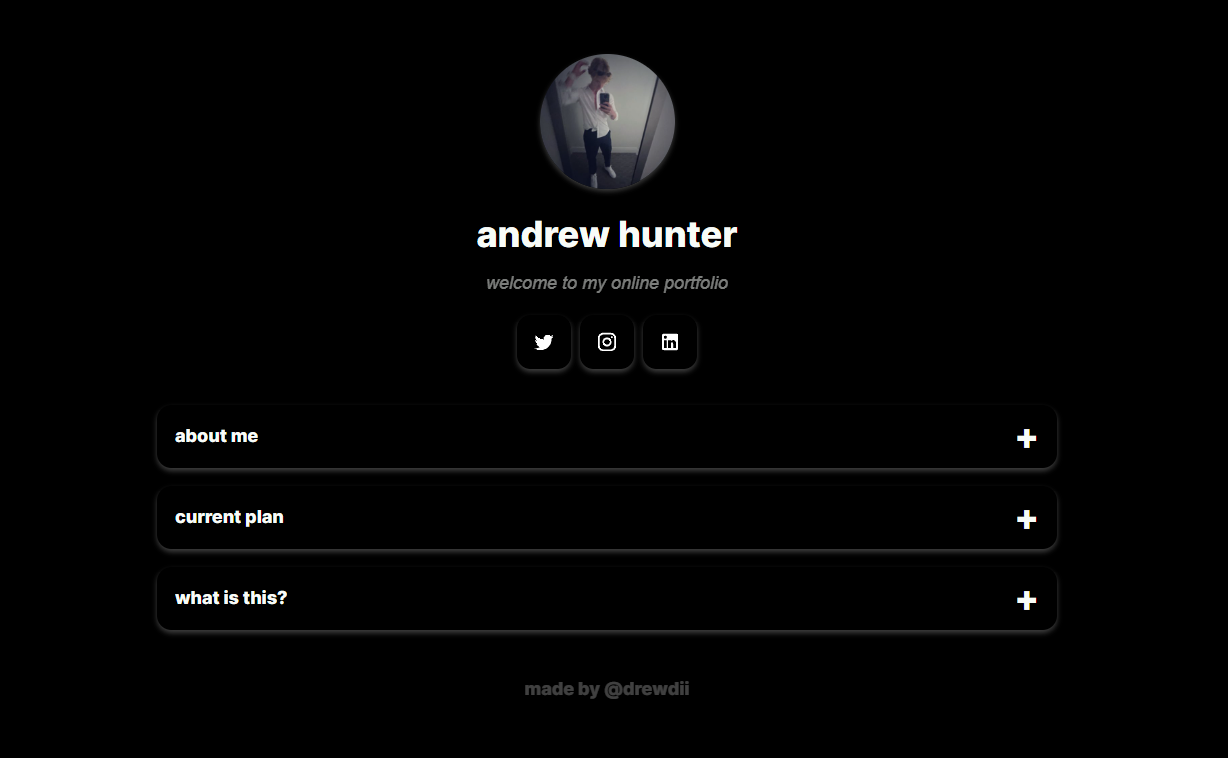 andrew hunter
welcome to my online portfolio
about me
current plan
what is this?
made by @drewdii